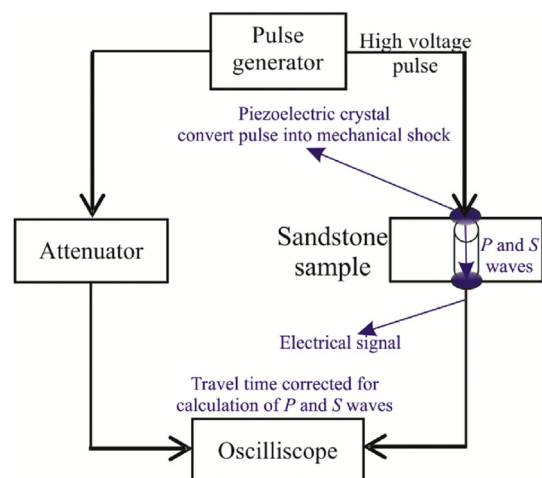 Pulse
generator
High voltage
pulse
Piezoelectric crystal
convert pulse into mechanical shock
Attenuator
Sandstone
sample
P and S
waves
Electrical signal
Travel time corrected for
calculation of P and S waves
Oscilliscope